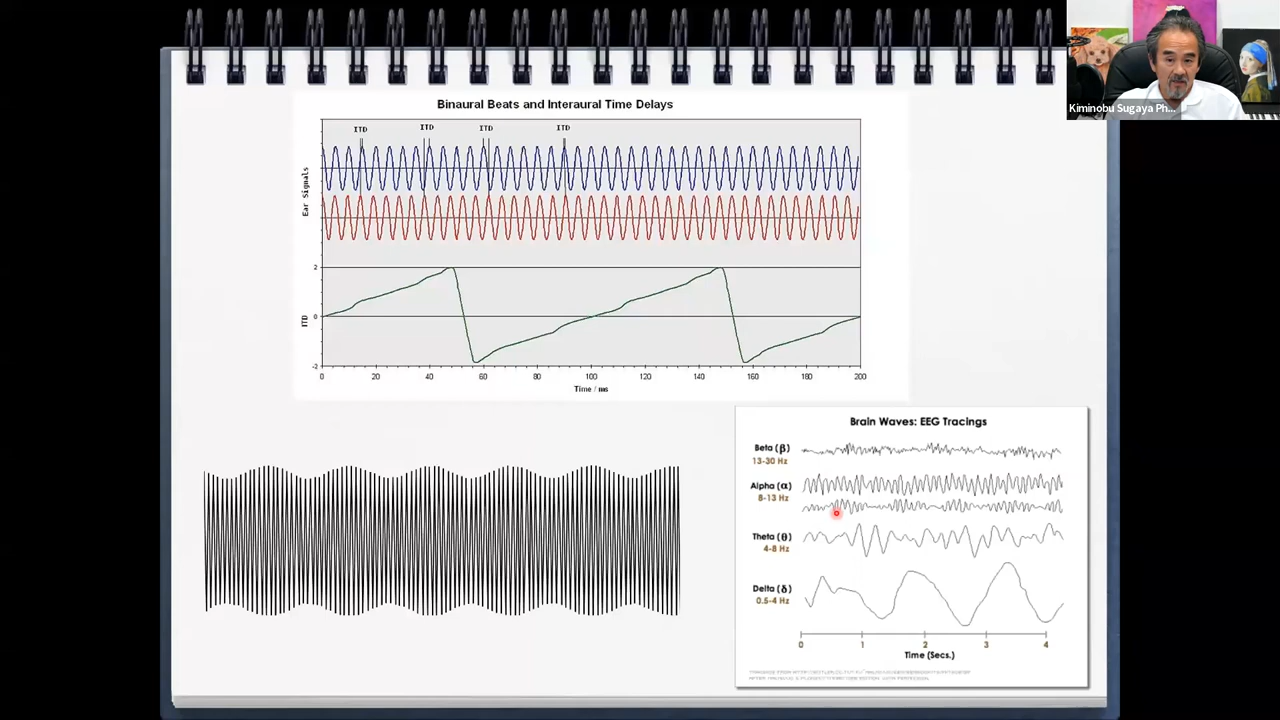 Kiminobu Sugaya Ph...
Binaural Beats and Interaural Time Delays
ITD ITD ITD ITD
Ear Signals
2
0
-2
ITD
0 20 40 60 80 100 120 140 160 180 200
Time / ms
Brain Waves: EEG Tracings
Beta (β)
13-30 Hz
Alpha (α)
8-13 Hz
Theta (θ)
4-8 Hz
Delta (δ)
0.5-4 Hz
0 1 2 3 4
Time (Secs.)